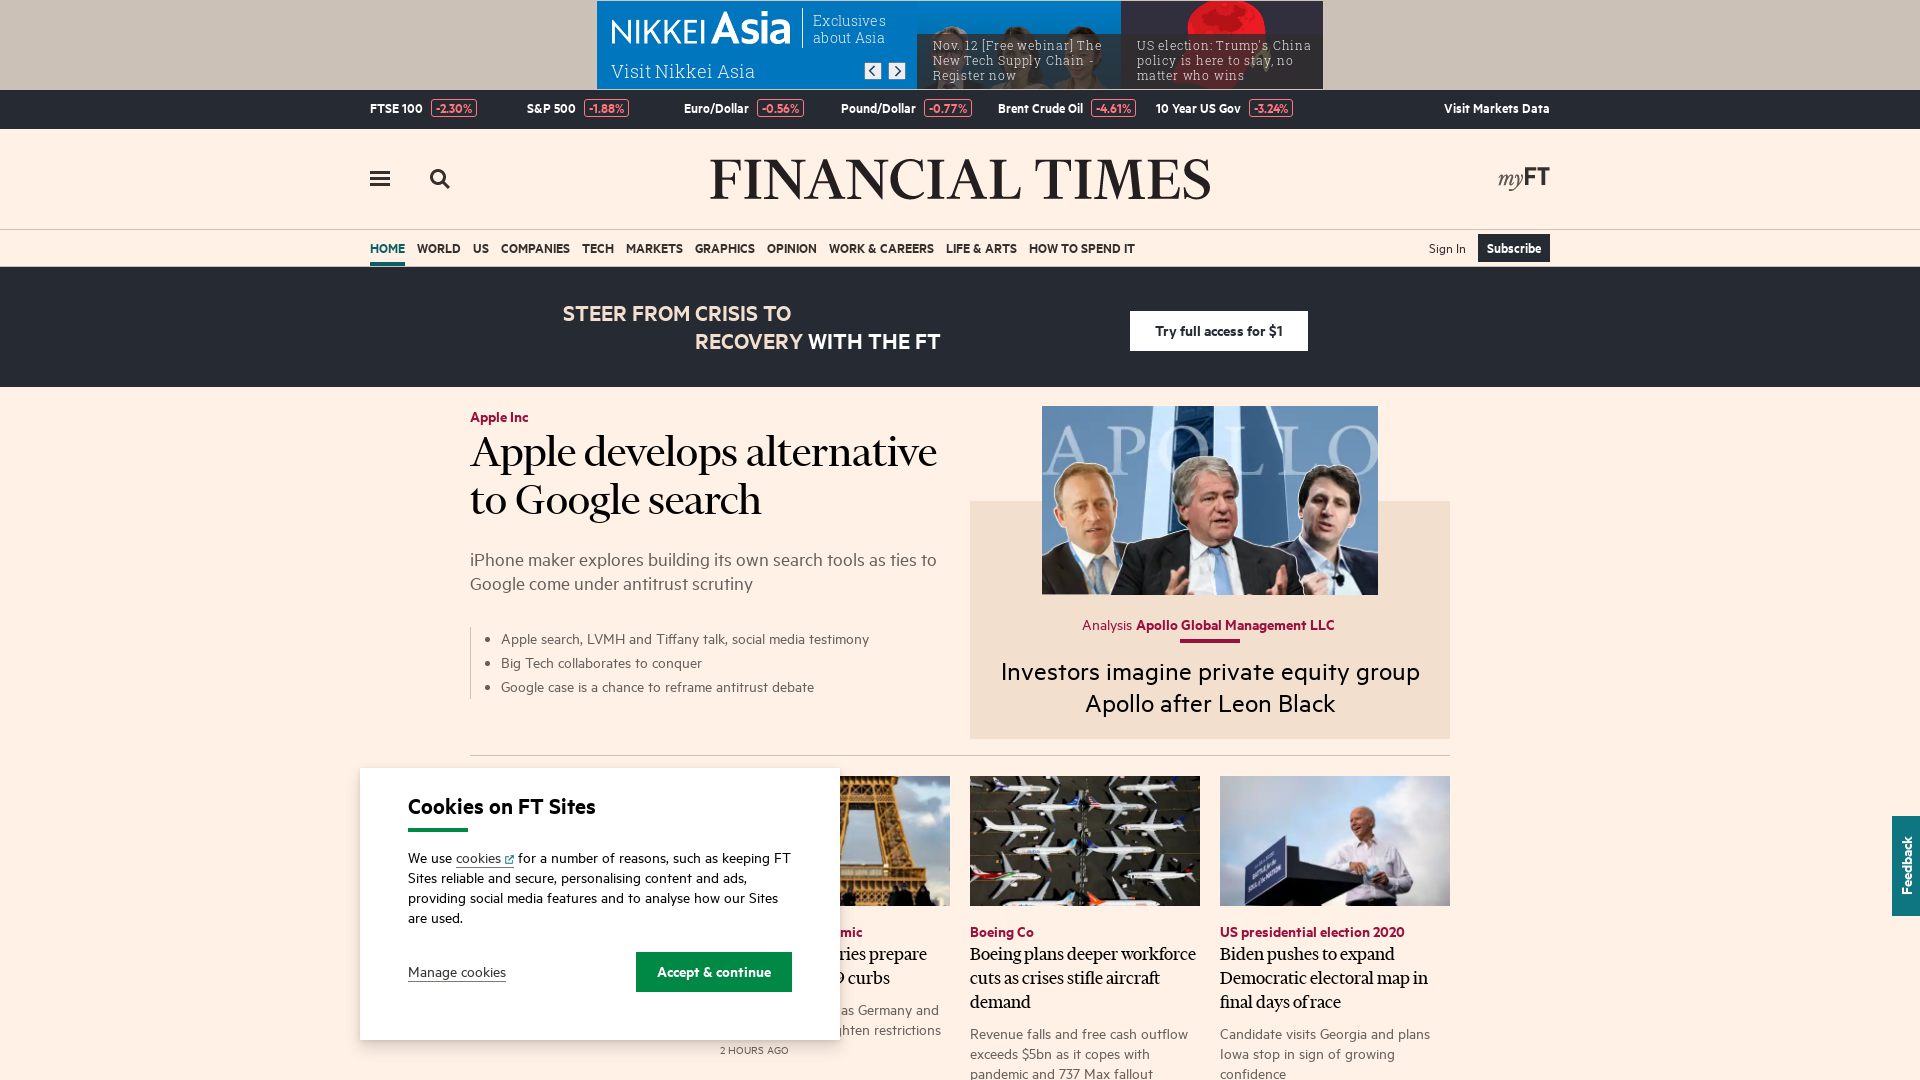 NIKKEI Asia
Exclusives
about Asia
Visit Nikkei Asia
Nov. 12 [Free webinar] The
New Tech Supply Chain -
Register now
US election: Trump's China
policy is here to stay, no
matter who wins
FTSE 100 -2.30%
S&P 500 -1.88%
Euro/Dollar -0.56%
Pound/Dollar -0.77%
Brent Crude Oil -4.61%
10 Year US Gov -3.24%
Visit Markets Data
FINANCIAL TIMES
myFT
HOME WORLD US COMPANIES TECH MARKETS GRAPHICS OPINION WORK & CAREERS LIFE & ARTS HOW TO SPEND IT
Sign In
Subscribe
STEER FROM CRISIS TO
RECOVERY WITH THE FT
Try full access for $1
Apple Inc
Apple develops alternative
to Google search
iPhone maker explores building its own search tools as ties to
Google come under antitrust scrutiny
Apple search, LVMH and Tiffany talk, social media testimony
Big Tech collaborates to conquer
Google case is a chance to reframe antitrust debate
APOLLO
Analysis Apollo Global Management LLC
Investors imagine private equity group
Apollo after Leon Black
Cookies on FT Sites
We use cookies for a number of reasons, such as keeping FT
Sites reliable and secure, personalising content and ads,
providing social media features and to analyse how our Sites
are used.
Manage cookies
Accept & continue
mic
ries prepare
9 curbs
as Germany and
ghten restrictions
2 HOURS AGO
Boeing Co
Boeing plans deeper workforce
cuts as crises stifle aircraft
demand
Revenue falls and free cash outflow
exceeds $5bn as it copes with
pandemic and 737 Max fallout
US presidential election 2020
Biden pushes to expand
Democratic electoral map in
final days of race
Candidate visits Georgia and plans
Iowa stop in sign of growing
confidence
Feedback